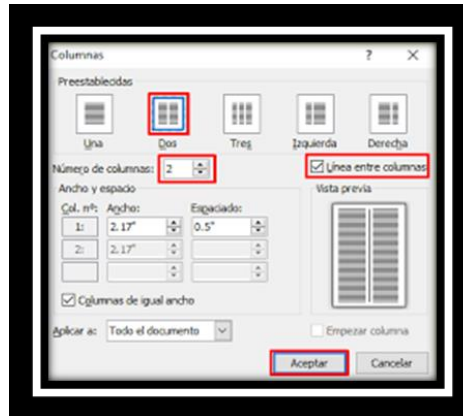 Columnas ? ×
Preestablecidas
Una Dos Tres Izquierda Derecha
Número de columnas: 2 Línea entre columnas
Ancho y espacio Vista previa
Col. nº: Ancho: Espaciado:
1: 2.17" 0.5"
2: 2.17"
Columnas de igual ancho
Aplicar a: Todo el documento Empezar columna
Aceptar Cancelar